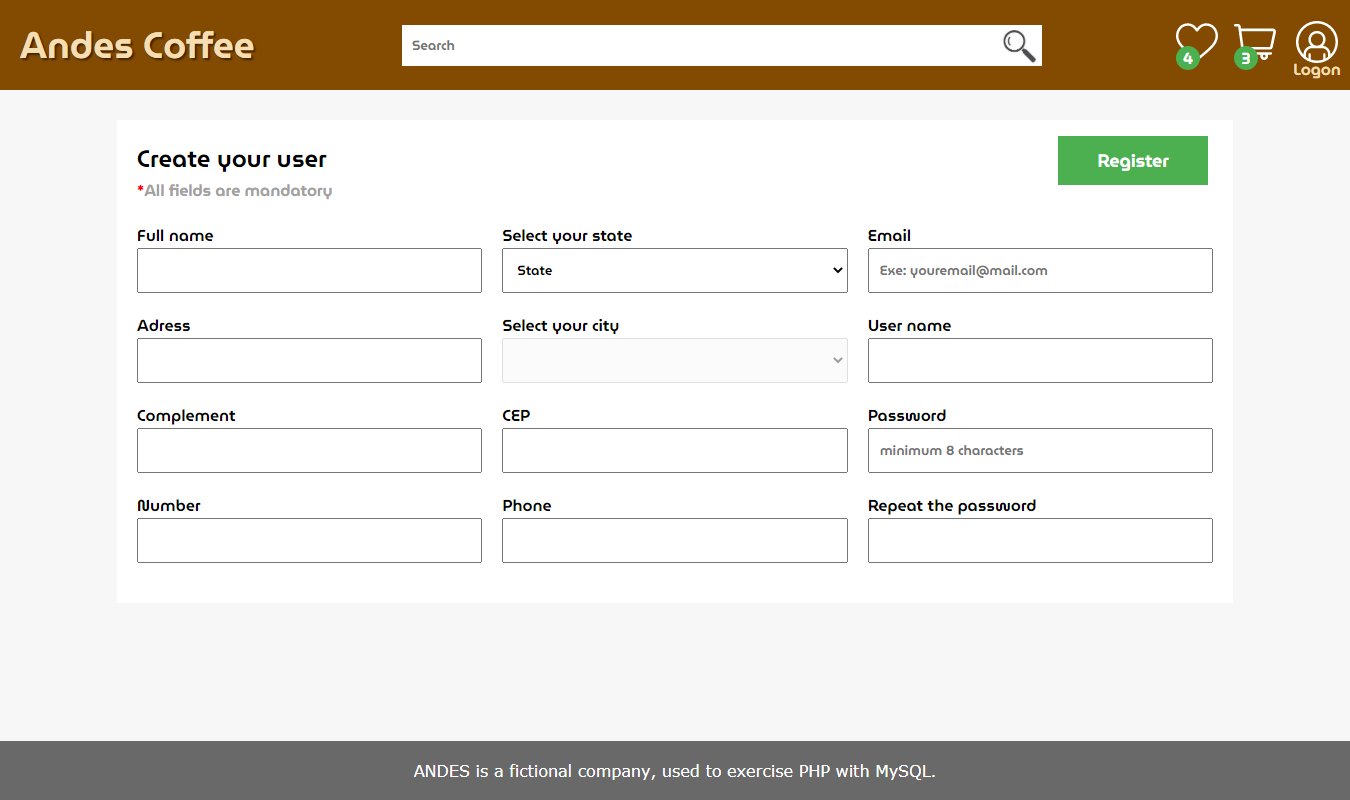 Andes Coffee
Search
4
3
Logon
Create your user
Register
*All fields are mandatory
Full name
Select your state
Email
State
Exe: youremail@mail.com
Adress
Select your city
User name
Complement
CEP
Password
minimum 8 characters
Number
Phone
Repeat the password
ANDES is a fictional company, used to exercise PHP with MySQL.